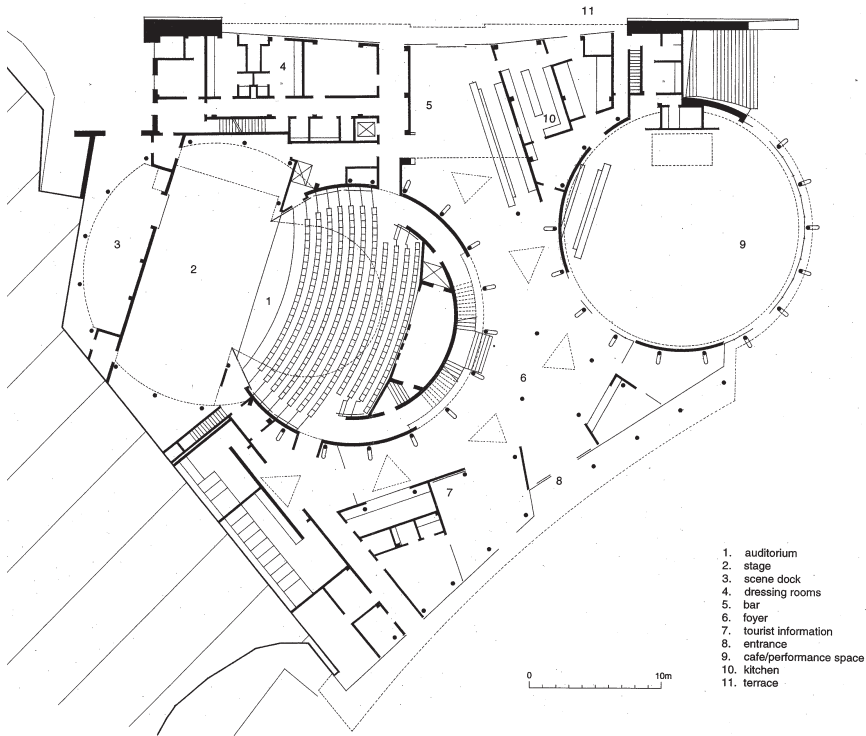 11
4
5
10
3
2
9
1
6
8
7
1. auditorium
2. stage
3. scene dock
4. dressing rooms
5. bar
6. foyer
7. tourist information
8. entrance
9. cafe/performance space
10. kitchen
11. terrace
0 10m